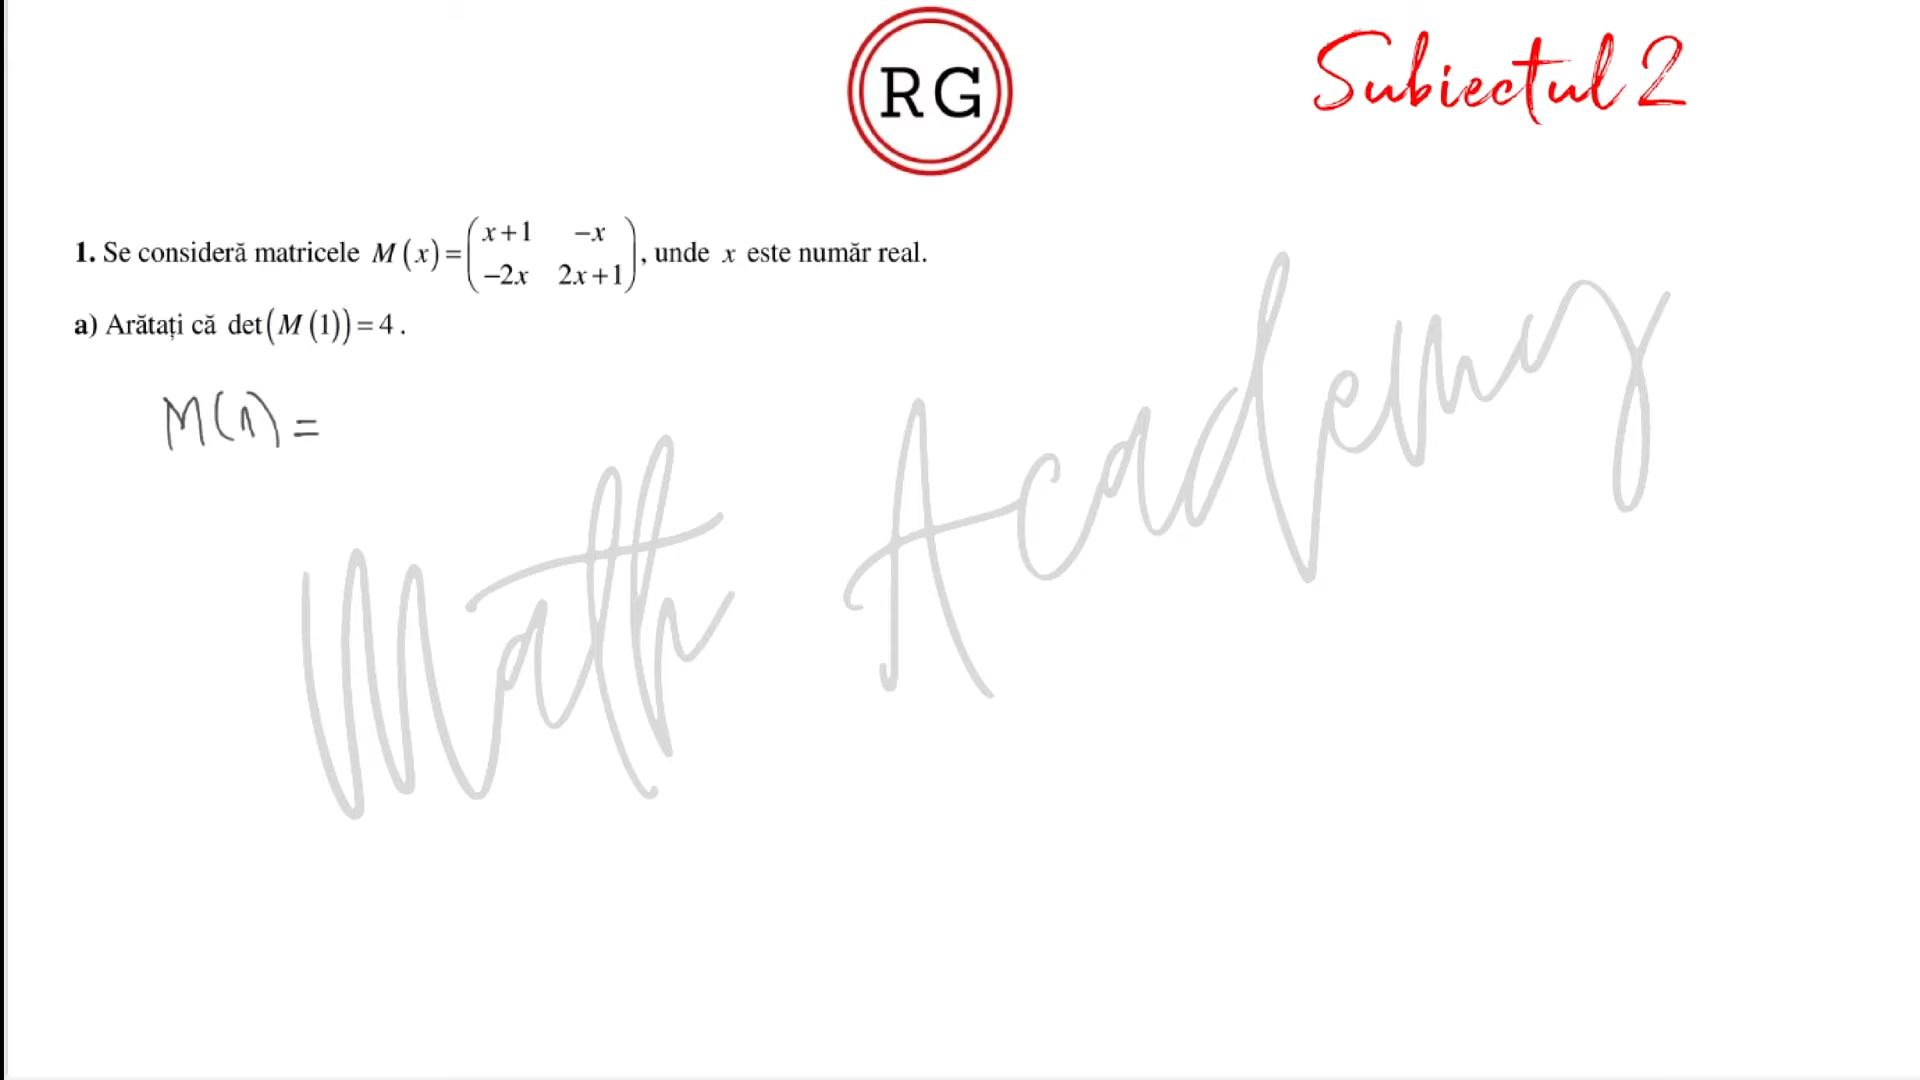 RG
Subiectul 2
1. Se consideră matricele M(x)=(x+1 −x
−2x 2x+1), unde x este număr real.
a) Arătați că det(M(1))=4.
M(1)=
Math Academy